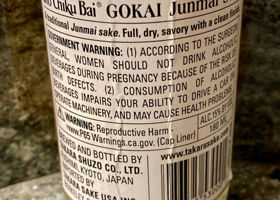 Chiku Bai® GOKAI Junmai
Junmai sake. Full, dry, savory with a clean
GOVERNMENT WARNING: (1) ACCORDING TO THE SURGEON
GENERAL WOMEN SHOULD NOT DRINK ALCOHOLIC
BEVERAGES DURING PREGNANCY BECAUSE OF THE RISK OF
BIRTH DEFECTS. (2) CONSUMPTION OF ALCOHOLIC
BEVERAGES IMPAIRS YOUR ABILITY TO DRIVE A CAR OR
OPERATE MACHINERY, AND MAY CAUSE HEALTH PROBLEMS.
WARNING: Reproductive Harm-
www.P65Warnings.ca.gov. (Cap Liner)
ALC 15% BY
180 ML
AND BOTTLED BY
TAKARA SHUZO CO., LTD.
KYOTO, JAPAN
www.takarasake.com
SAKE USA INC.